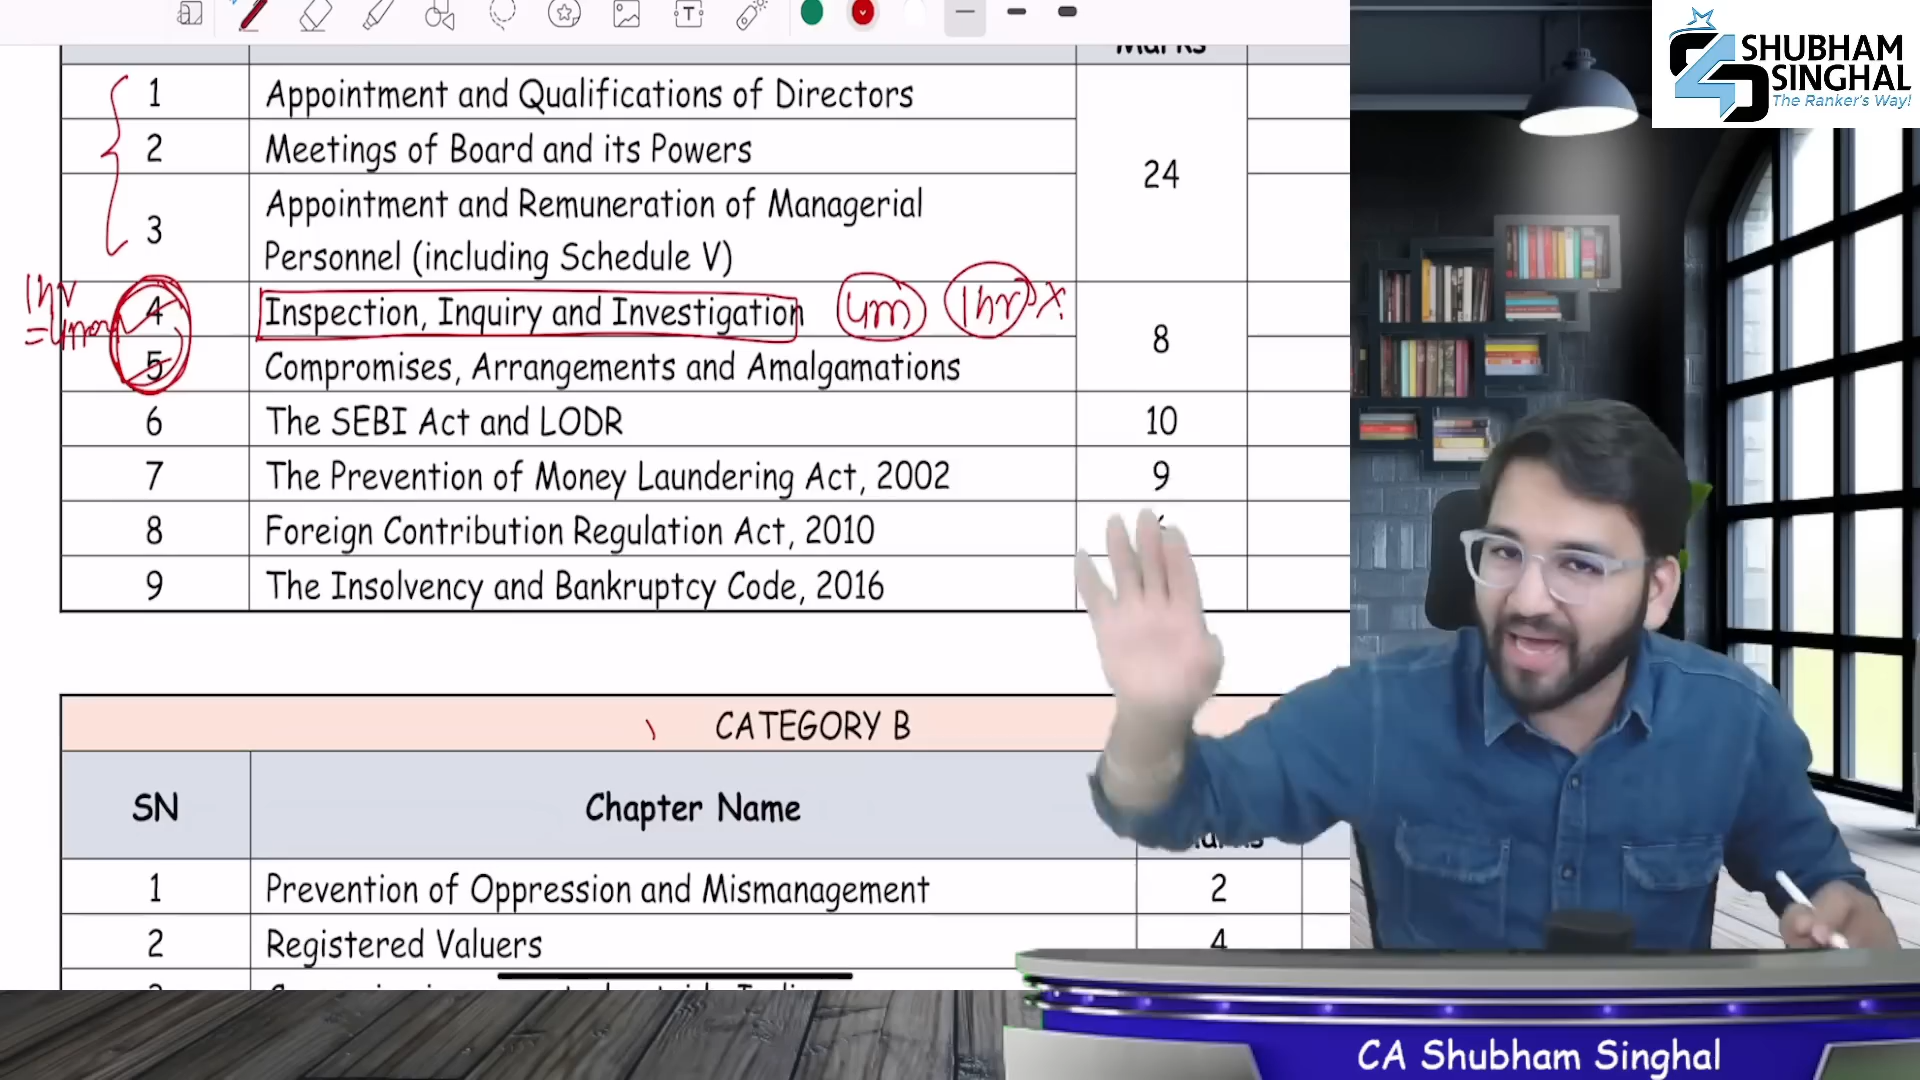 SHUBHAM
SINGHAL
The Ranker's Way!
Marks
1 Appointment and Qualifications of Directors
2 Meetings of Board and its Powers
24
3 Appointment and Remuneration of Managerial
Personnel (including Schedule V)
1hr
4 Inspection, Inquiry and Investigation 4m 1hr x
8
5 Compromises, Arrangements and Amalgamations
6 The SEBI Act and LODR 10
7 The Prevention of Money Laundering Act, 2002 9
8 Foreign Contribution Regulation Act, 2010
9 The Insolvency and Bankruptcy Code, 2016
CATEGORY B
SN Chapter Name
1 Prevention of Oppression and Mismanagement 2
2 Registered Valuers 4
CA Shubham Singhal